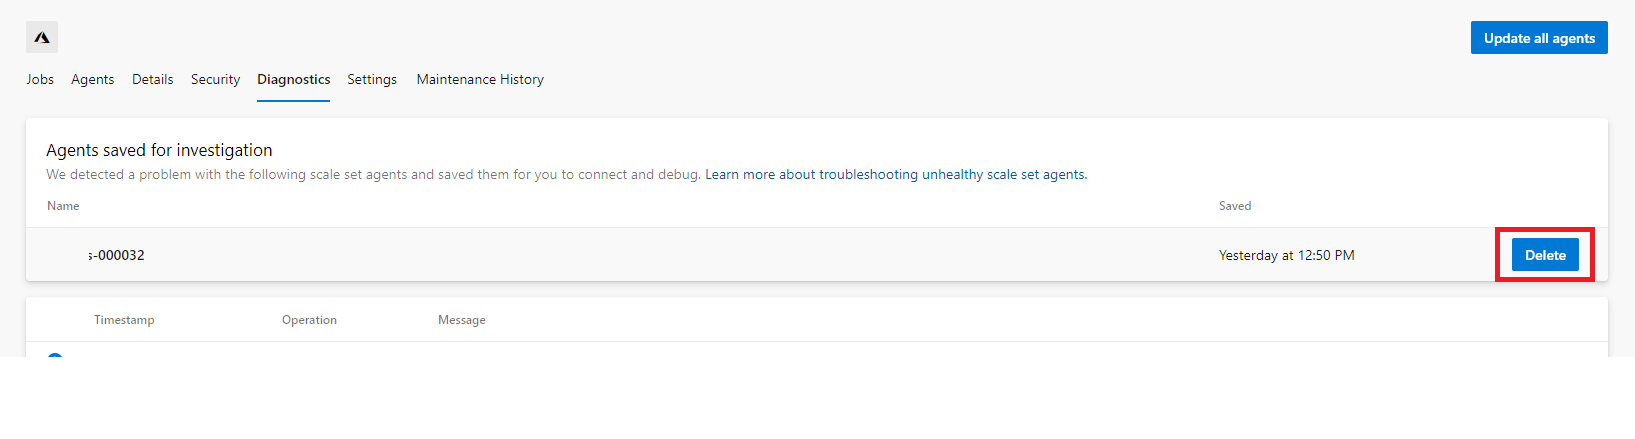 Update all agents
Jobs Agents Details Security Diagnostics Settings Maintenance History
Agents saved for investigation
We detected a problem with the following scale set agents and saved them for you to connect and debug. Learn more about troubleshooting unhealthy scale set agents.
Name Saved
s-000032 Yesterday at 12:50 PM Delete
Timestamp Operation Message